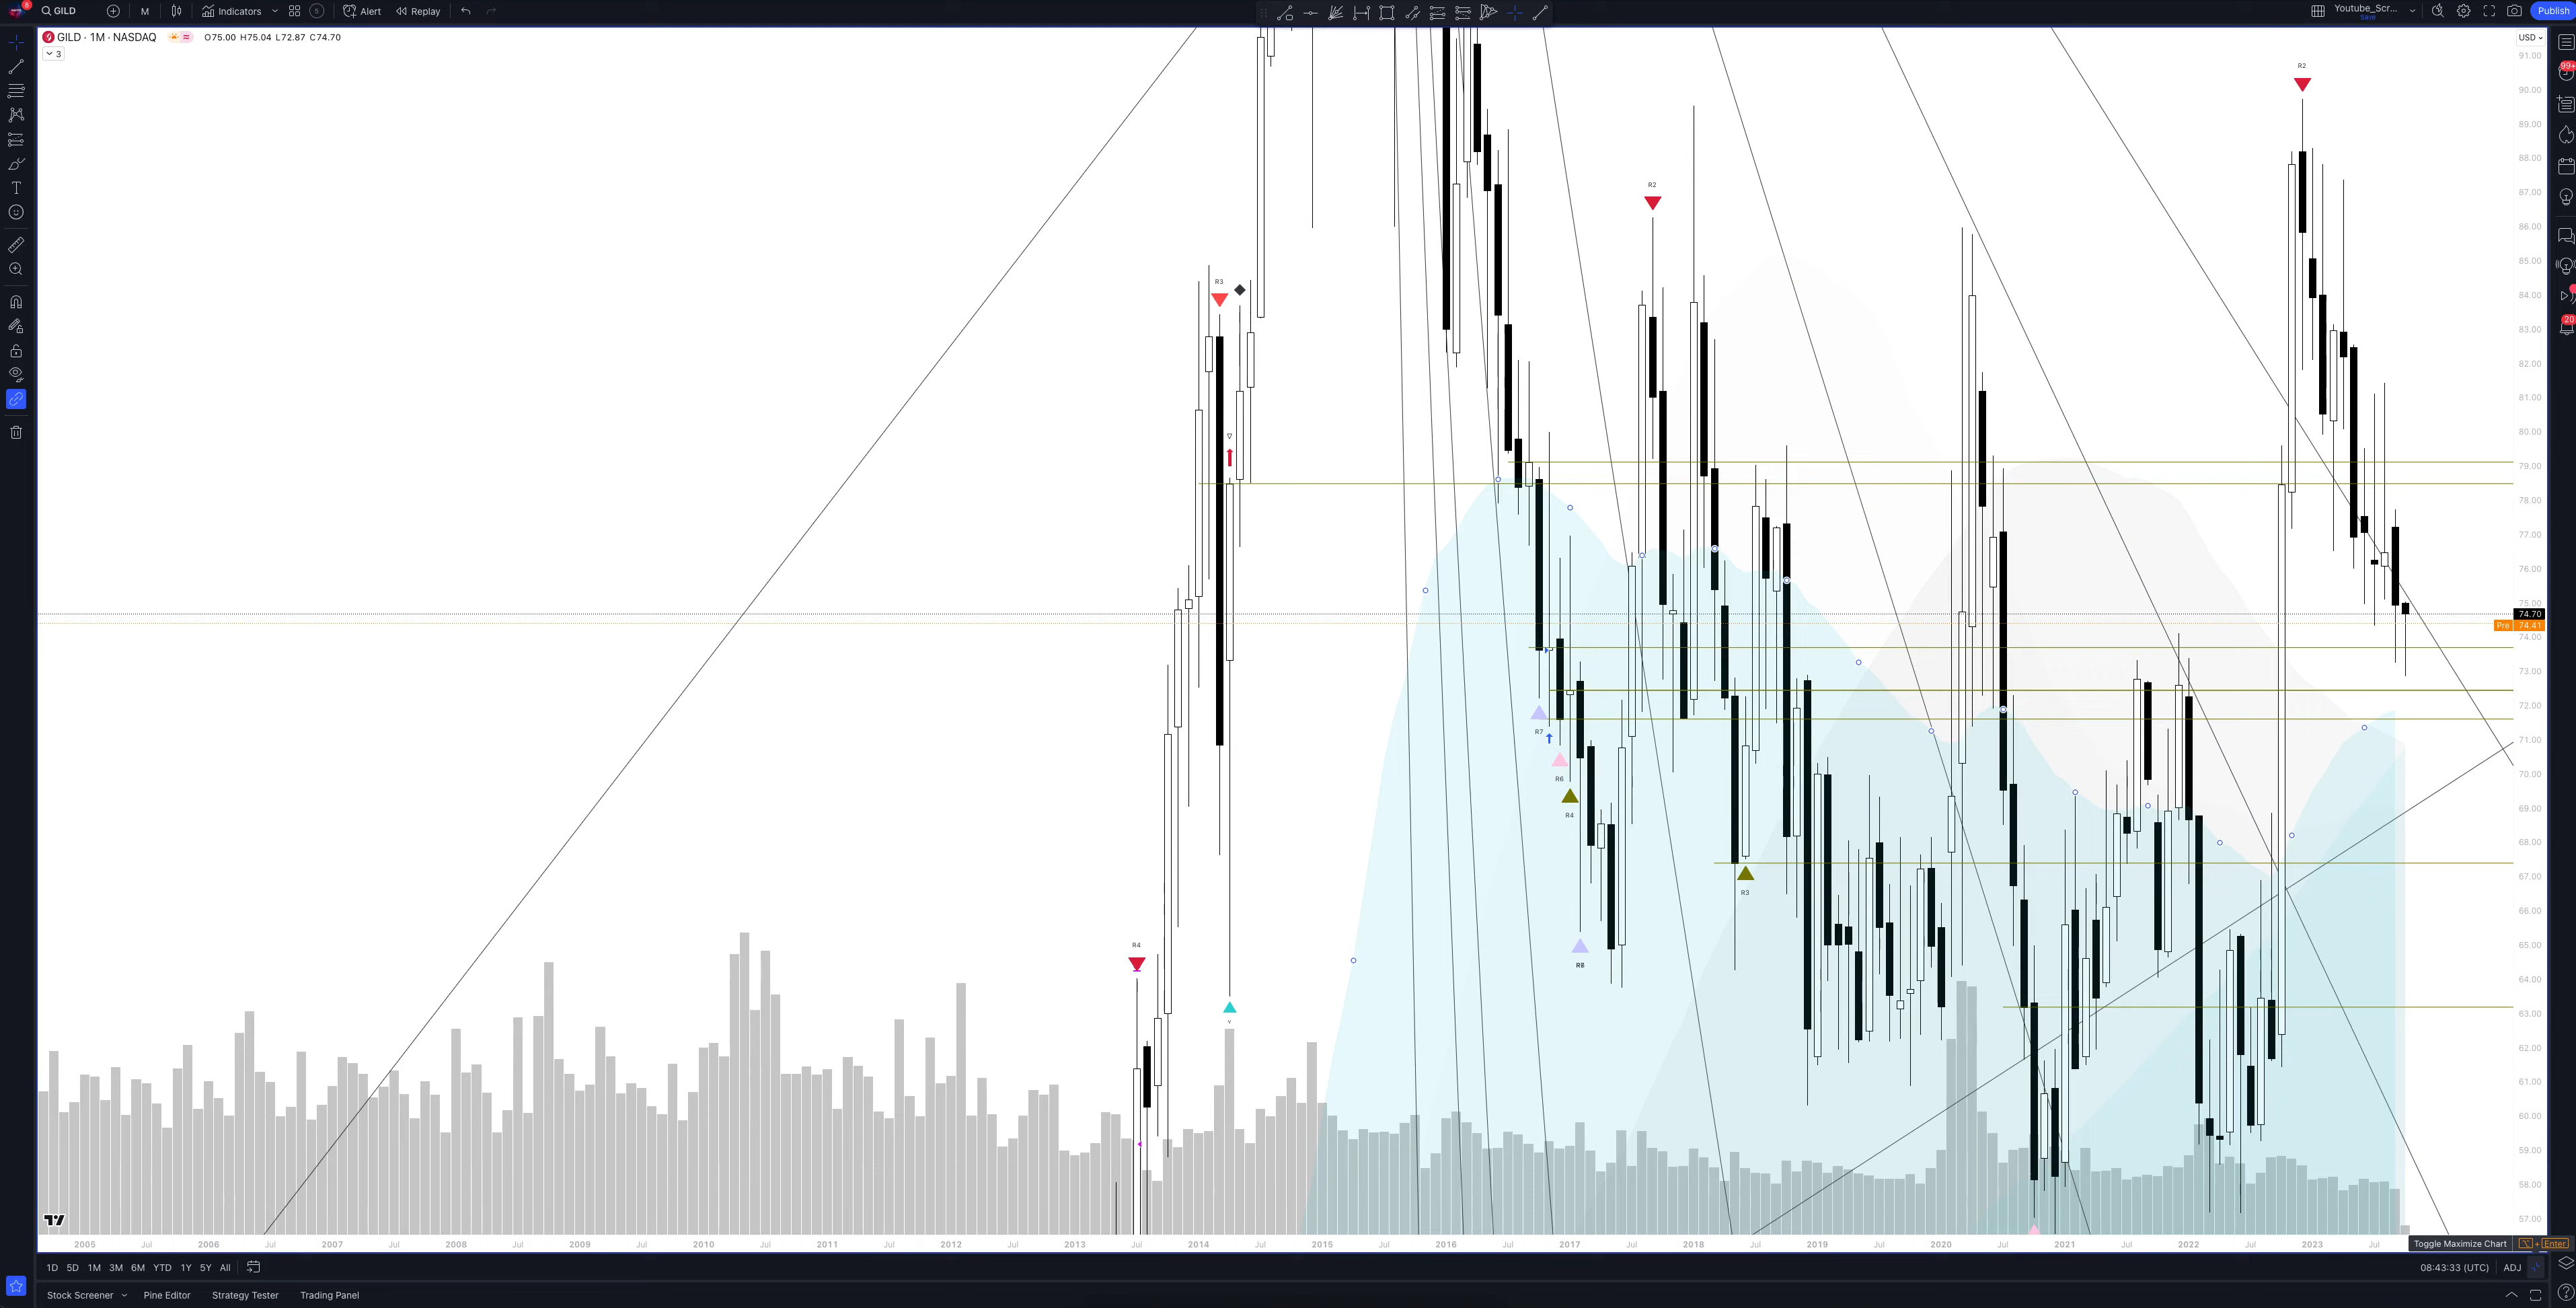 GILD M Indicators Alert Replay Youtube_Scr... Save Publish
GILD · 1M · NASDAQ O75.00 H75.04 L72.87 C74.70
3
USD
91.00
90.00
89.00
88.00
87.00
86.00
85.00
84.00
83.00
82.00
81.00
80.00
79.00
78.00
77.00
76.00
75.00
74.70
Pre 74.41
74.00
73.00
72.00
71.00
70.00
69.00
68.00
67.00
66.00
65.00
64.00
63.00
62.00
61.00
60.00
59.00
58.00
57.00
99+
20
R2
R2
R3
R7
R6
R4
R3
R4
2005 Jul 2006 Jul 2007 Jul 2008 Jul 2009 Jul 2010 Jul 2011 Jul 2012 Jul 2013 Jul 2014 Jul 2015 Jul 2016 Jul 2017 Jul 2018 Jul 2019 Jul 2020 Jul 2021 Jul 2022 Jul 2023 Jul
Toggle Maximize Chart ⌥ + Enter
1D 5D 1M 3M 6M YTD 1Y 5Y All 08:43:33 (UTC) ADJ
Stock Screener Pine Editor Strategy Tester Trading Panel